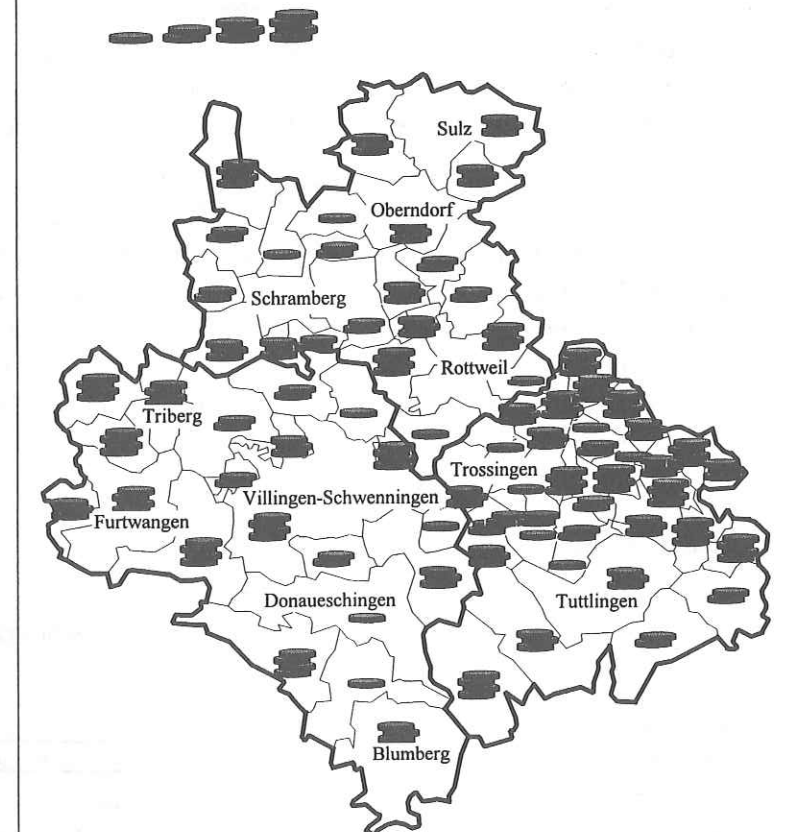 Sulz
Oberndorf
Schramberg
Rottweil
Triberg
Trossingen
Villingen-Schwenningen
Furtwangen
Donaueschingen
Tuttlingen
Blumberg